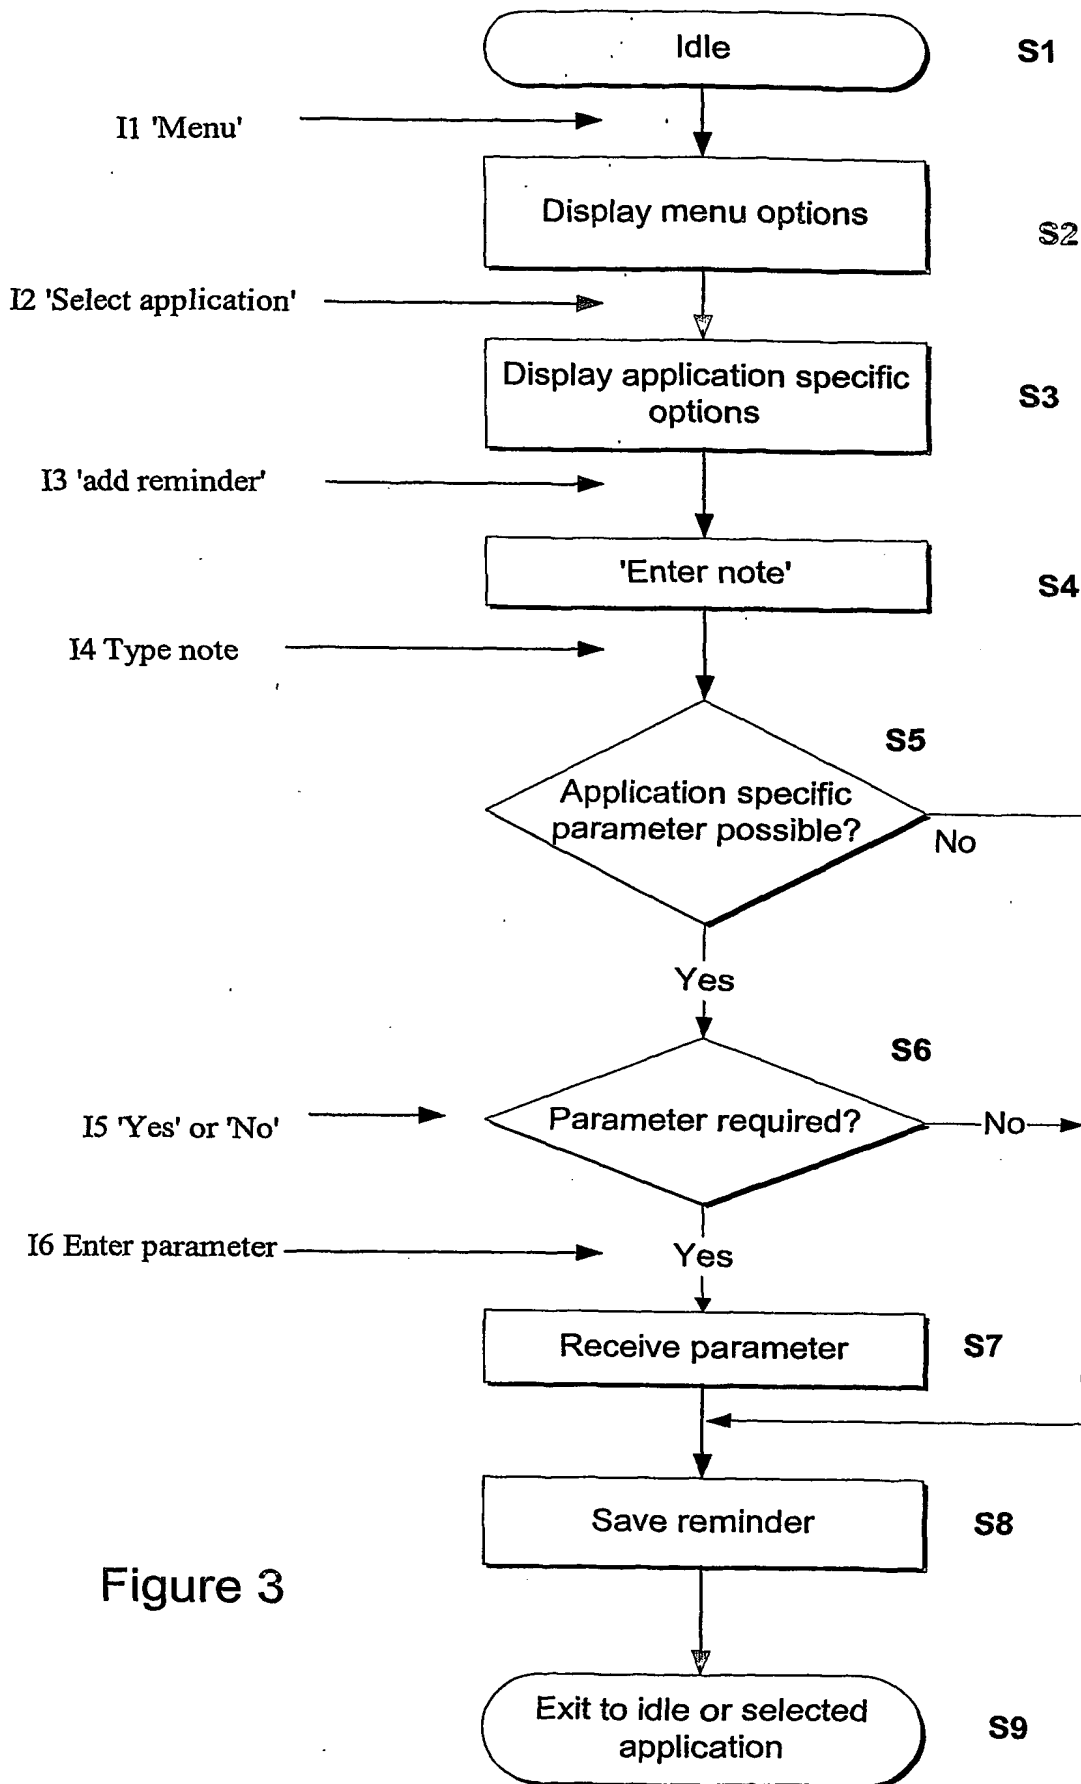 Idle
S1
I1 'Menu'
Display menu options
S2
I2 'Select application'
Display application specific
options
S3
I3 'add reminder'
'Enter note'
S4
I4 Type note
S5
Application specific
parameter possible?
No
Yes
S6
I5 'Yes' or 'No'
Parameter required?
No
I6 Enter parameter
Yes
Receive parameter
S7
Save reminder
S8
Figure 3
Exit to idle or selected
application
S9